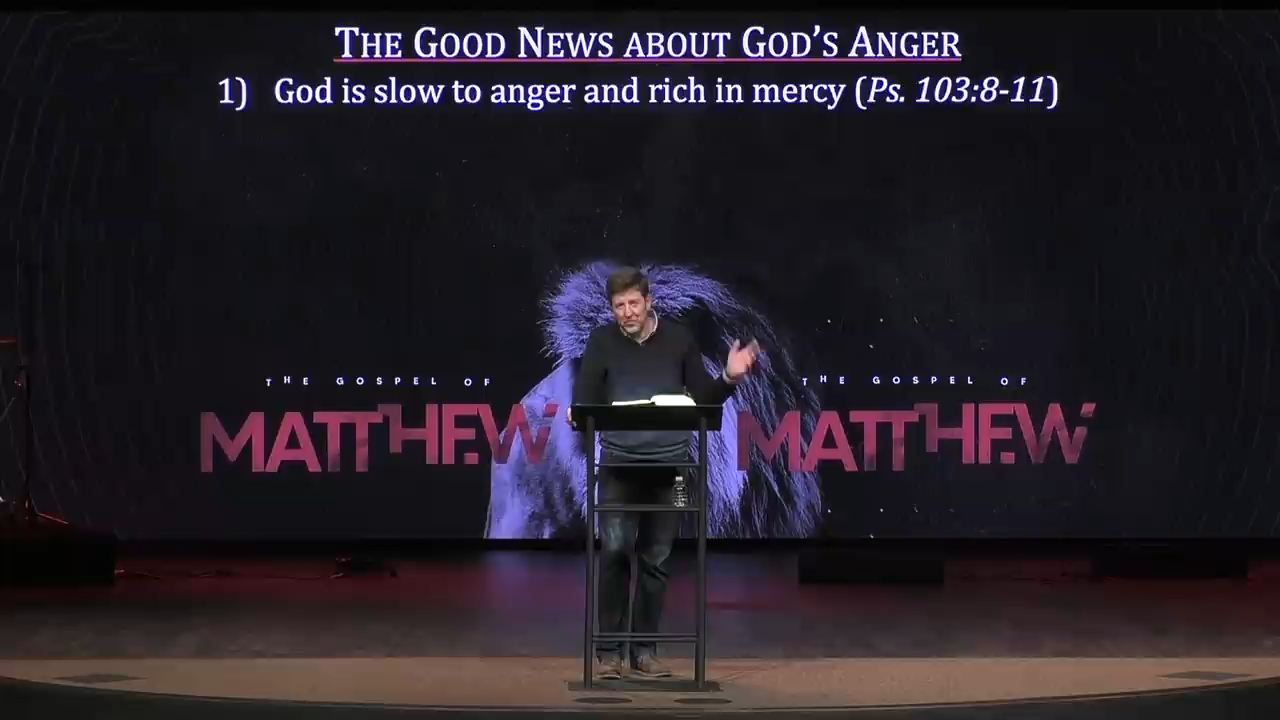 THE GOOD NEWS ABOUT GOD'S ANGER
1) God is slow to anger and rich in mercy (Ps. 103:8-11)
THE GOSPEL OF
MATTHEW
THE GOSPEL OF
MATTHEW